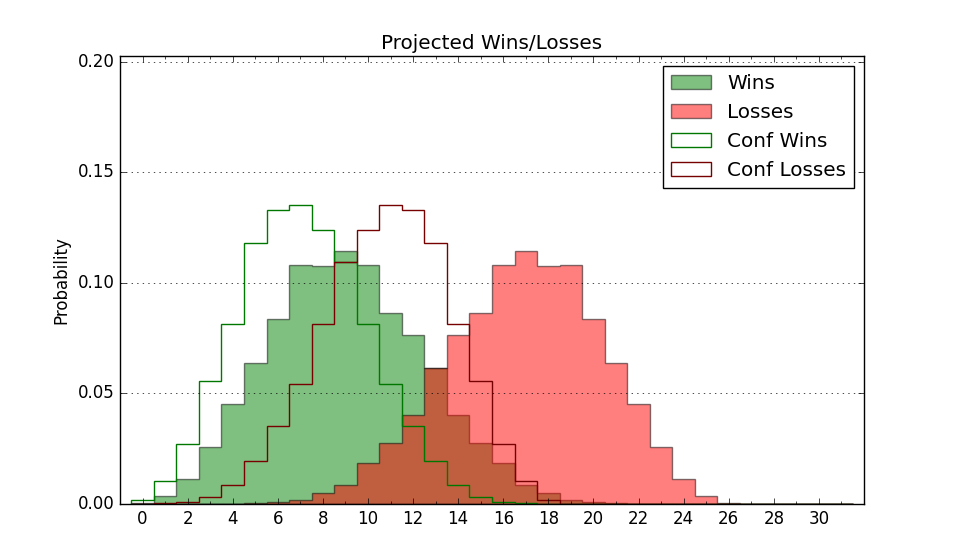 Projected Wins/Losses
0.20
0.15
0.10
0.05
0.00
Probability
Wins
Losses
Conf Wins
Conf Losses
0 2 4 6 8 10 12 14 16 18 20 22 24 26 28 30